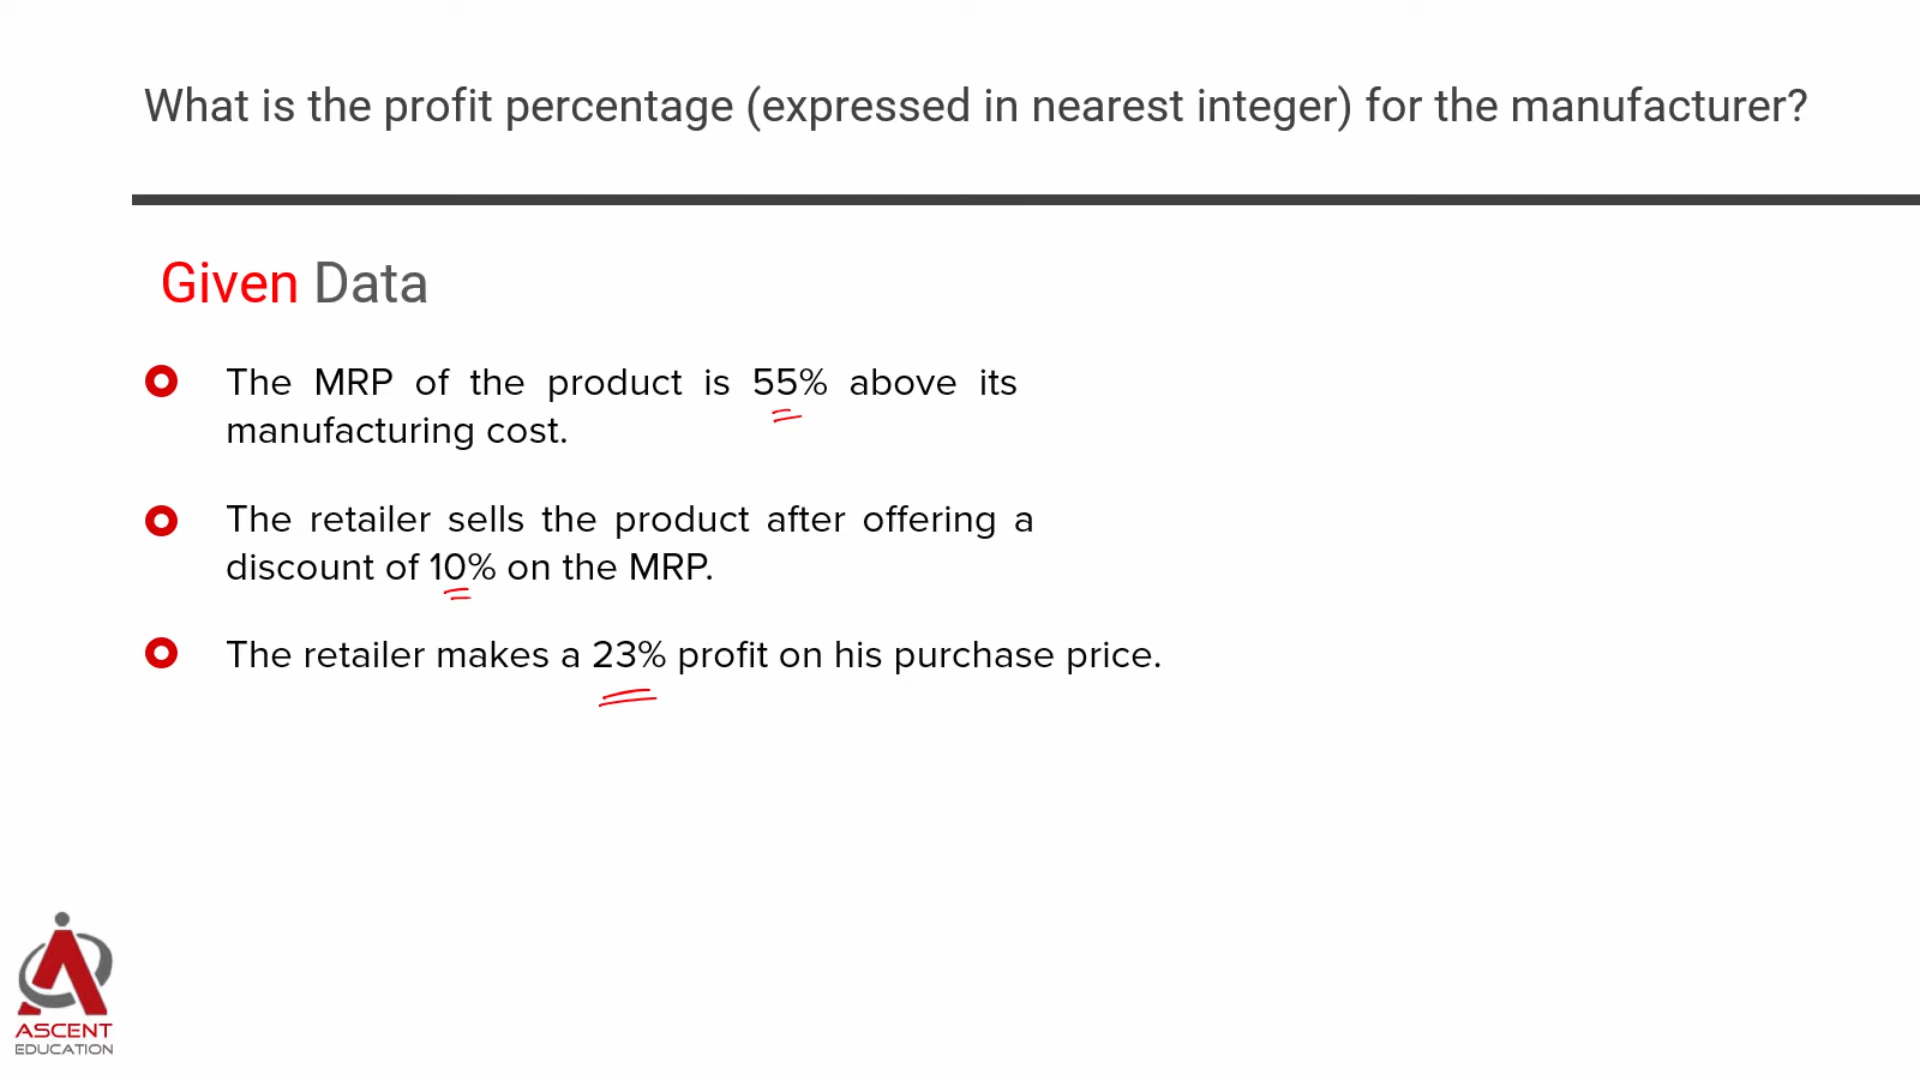 What is the profit percentage (expressed in nearest integer) for the manufacturer?
Given Data
The MRP of the product is 55% above its
manufacturing cost.
The retailer sells the product after offering a
discount of 10% on the MRP.
The retailer makes a 23% profit on his purchase price.
ASCENT
EDUCATION